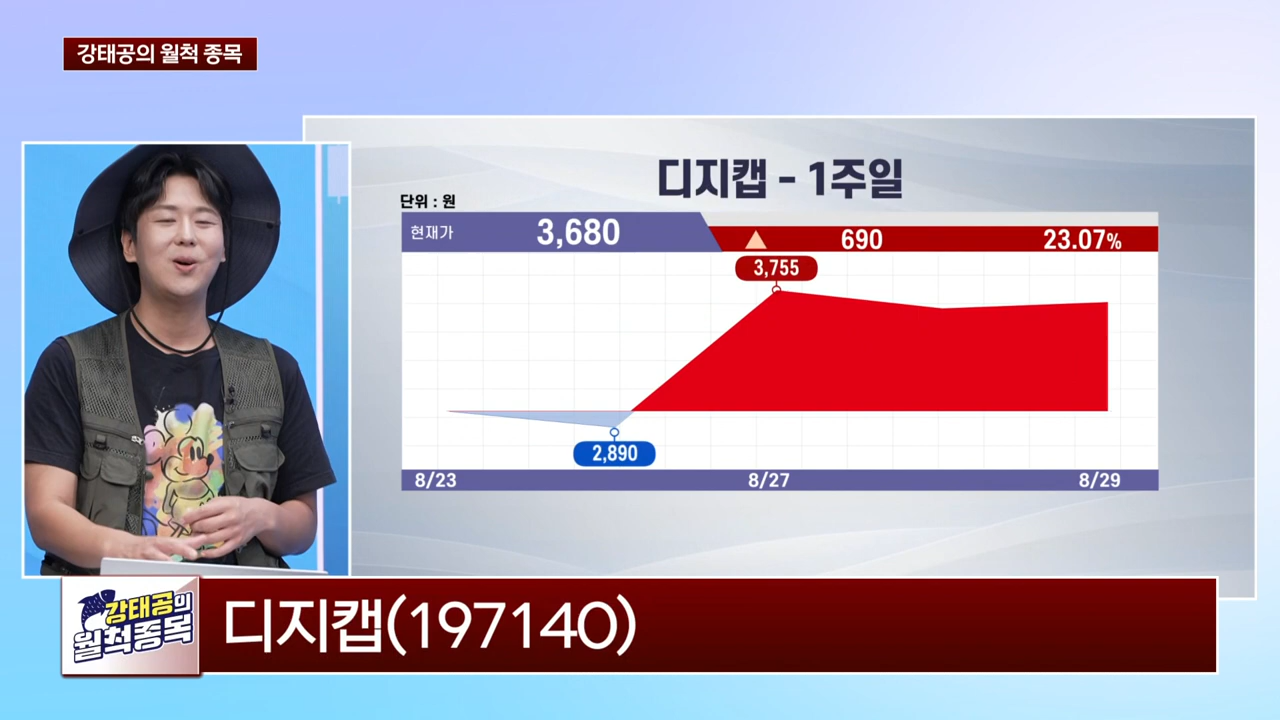 강태공의 월척 종목
디지캡 - 1주일
단위 : 원
현재가 3,680 ▲ 690 23.07%
3,755
2,890
8/23 8/27 8/29
강태공의
월척종목
디지캡(197140)